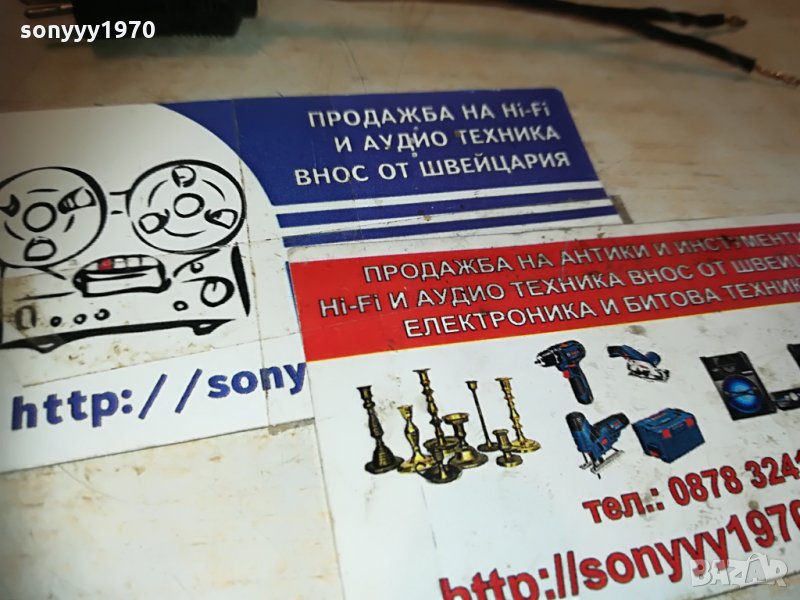 sonyyy1970
ПРОДАЖБА НА Hi-Fi
И АУДИО ТЕХНИКА
ВНОС ОТ ШВЕЙЦАРИЯ
http://sony
ПРОДАЖБА НА АНТИКИ И ИНСТРУМЕНТИ
Hi-Fi И АУДИО ТЕХНИКА ВНОС ОТ ШВЕЙЦ
ЕЛЕКТРОНИКА И БИТОВА ТЕХНИК
тел.: 0878 324
http://sonyyy1970
BAZAR